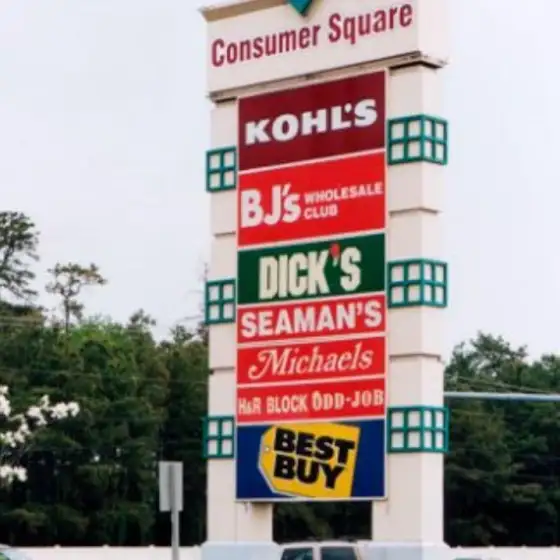 Consumer Square
KOHL'S
BJ's WHOLESALE
CLUB
DICK'S
SEAMAN'S
Michaels
H&R BLOCK ODD-JOB
BEST
BUY